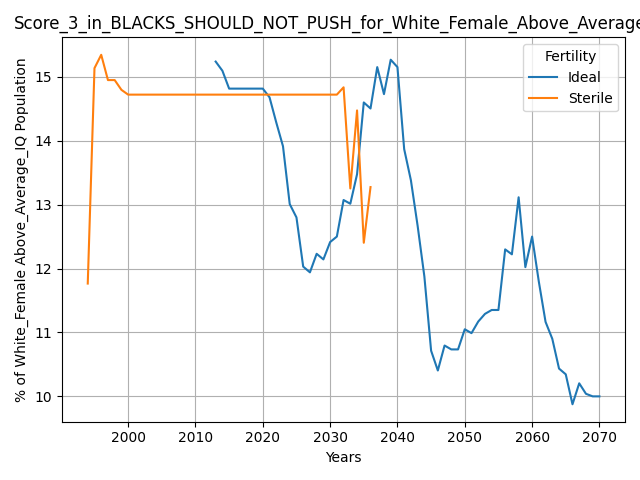 Score_3_in_BLACKS_SHOULD_NOT_PUSH_for_White_Female_Above_Average
% of White_Female Above_Average_IQ Population
15
14
13
12
11
10
Fertility
Ideal
Sterile
2000 2010 2020 2030 2040 2050 2060 2070
Years